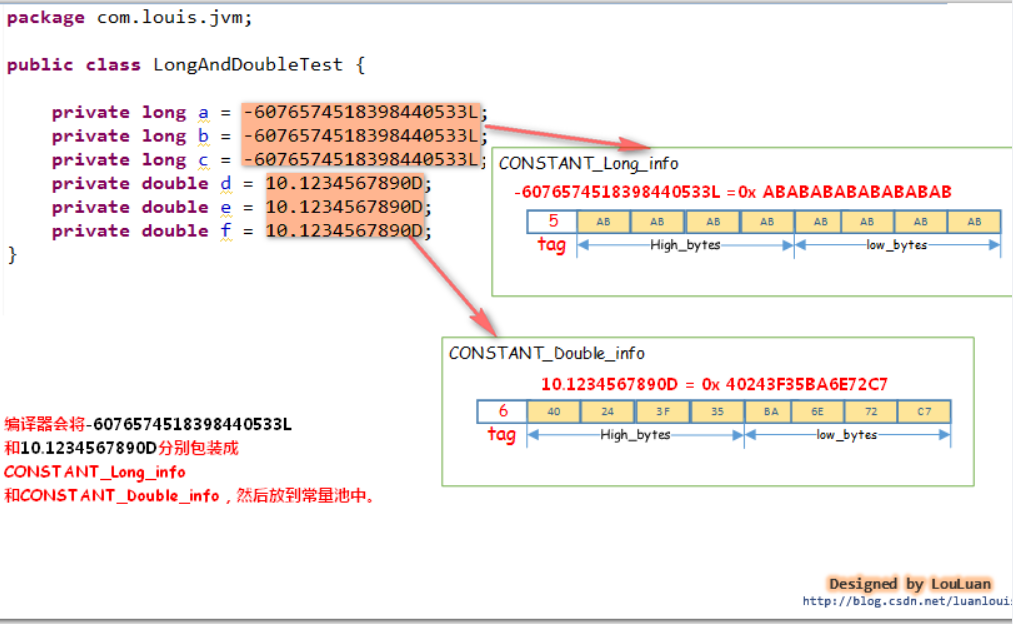 package com.louis.jvm;
public class LongAndDoubleTest {
private long a = -6076574518398440533L;
private long b = -6076574518398440533L;
private long c = -6076574518398440533L;
private double d = 10.1234567890D;
private double e = 10.1234567890D;
private double f = 10.1234567890D;
}
CONSTANT_Long_info
-6076574518398440533L =0x ABABABABABABABAB
5 AB AB AB AB AB AB AB AB
tag High_bytes low_bytes
CONSTANT_Double_info
10.1234567890D = 0x 40243F35BA6E72C7
6 40 24 3F 35 BA 6E 72 C7
tag High_bytes low_bytes
编译器会将-6076574518398440533L
和10.1234567890D分别包装成
CONSTANT_Long_info
和CONSTANT_Double_info，然后放到常量池中。
Designed by LouLuan
http://blog.csdn.net/luanlouis